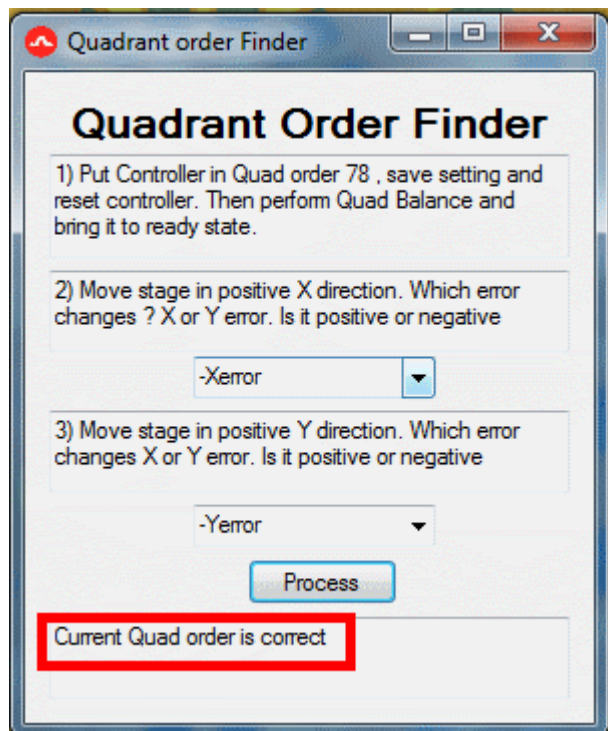 Quadrant order Finder
Quadrant Order Finder
1) Put Controller in Quad order 78 , save setting and
reset controller. Then perform Quad Balance and
bring it to ready state.
2) Move stage in positive X direction. Which error
changes ? X or Y error. Is it positive or negative
-Xerror
3) Move stage in positive Y direction. Which error
changes X or Y error. Is it positive or negative
-Yerror
Process
Current Quad order is correct